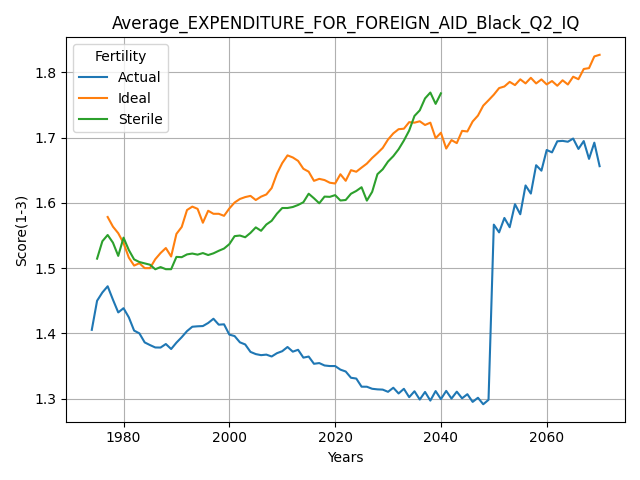 Average_EXPENDITURE_FOR_FOREIGN_AID_Black_Q2_IQ
Fertility
Actual
Ideal
Sterile
Score(1-3)
1.8
1.7
1.6
1.5
1.4
1.3
1980
2000
2020
2040
2060
Years